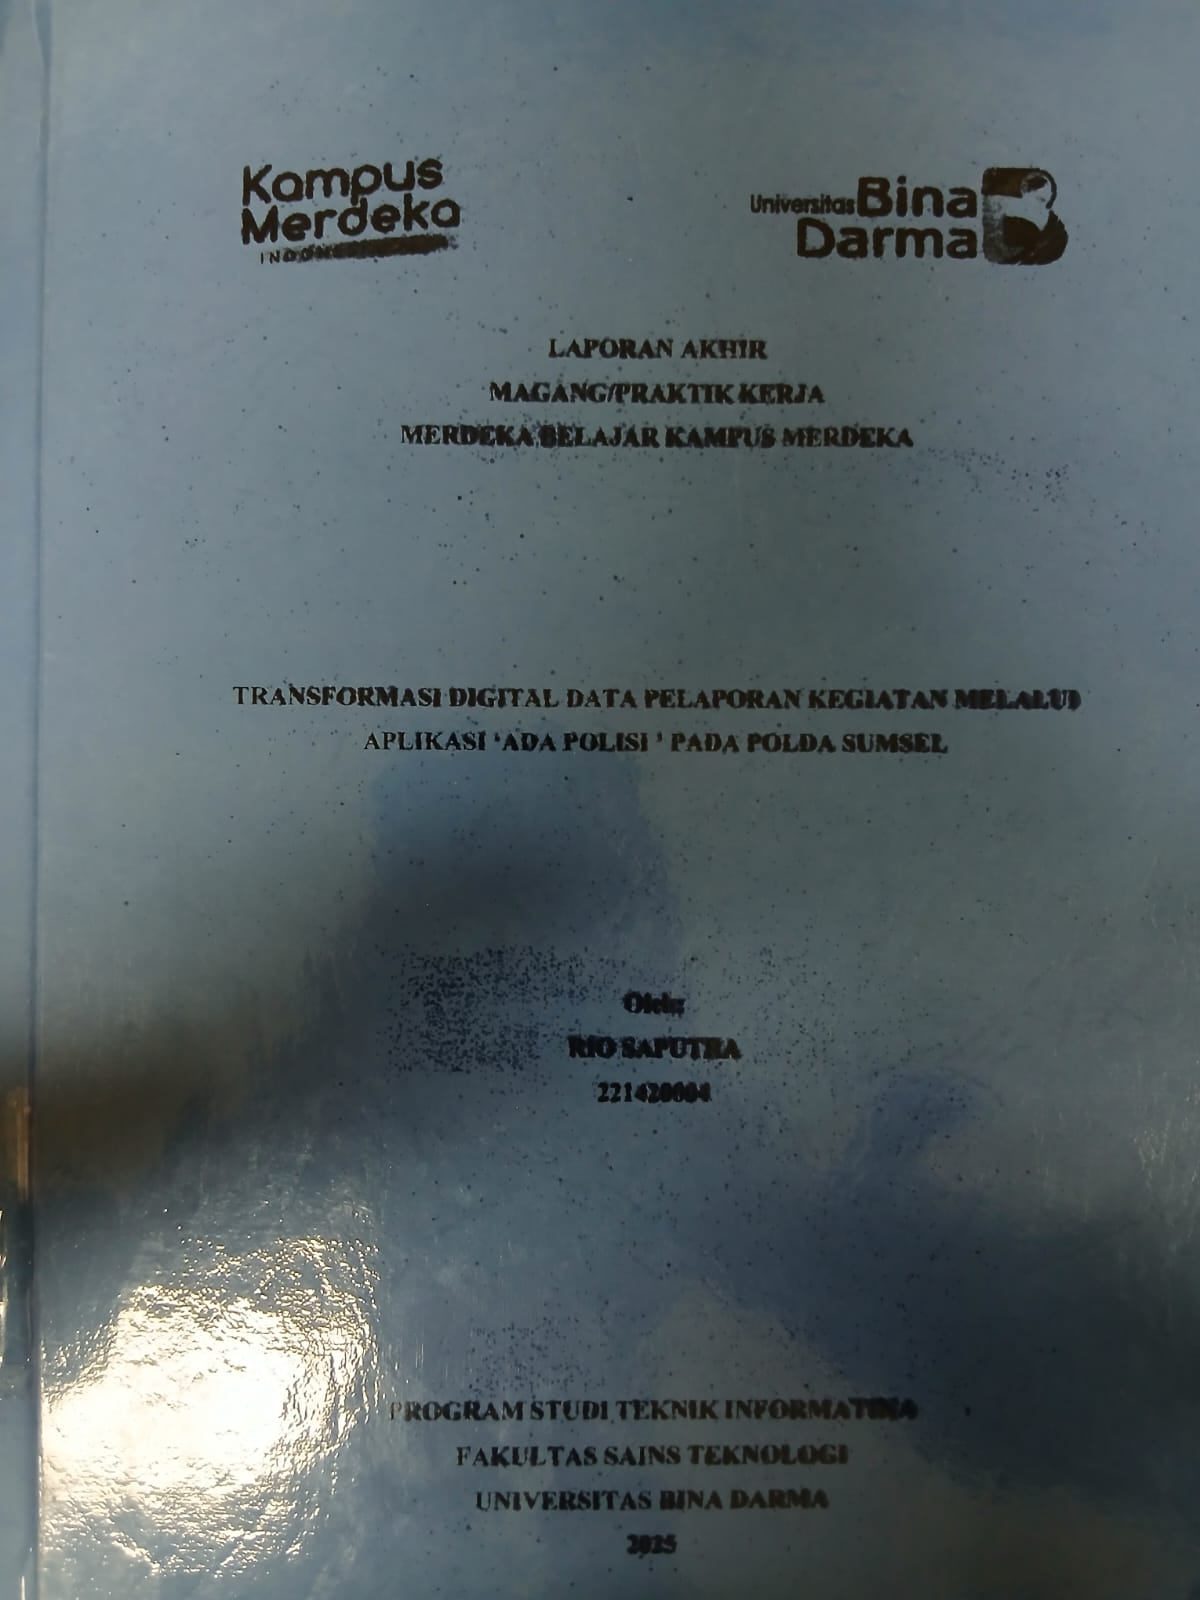 Kampus
Merdeka
INDONESIA
Universitas Bina
Darma
LAPORAN AKHIR
MAGANG/PRAKTIK KERJA
MERDEKA BELAJAR KAMPUS MERDEKA
TRANSFORMASI DIGITAL DATA PELAPORAN KEGIATAN MELALUI
APLIKASI ‘ADA POLISI ’ PADA POLDA SUMSEL
Oleh:
RIO SAPUTRA
221420004
PROGRAM STUDI TEKNIK INFORMATIKA
FAKULTAS SAINS TEKNOLOGI
UNIVERSITAS BINA DARMA
2025